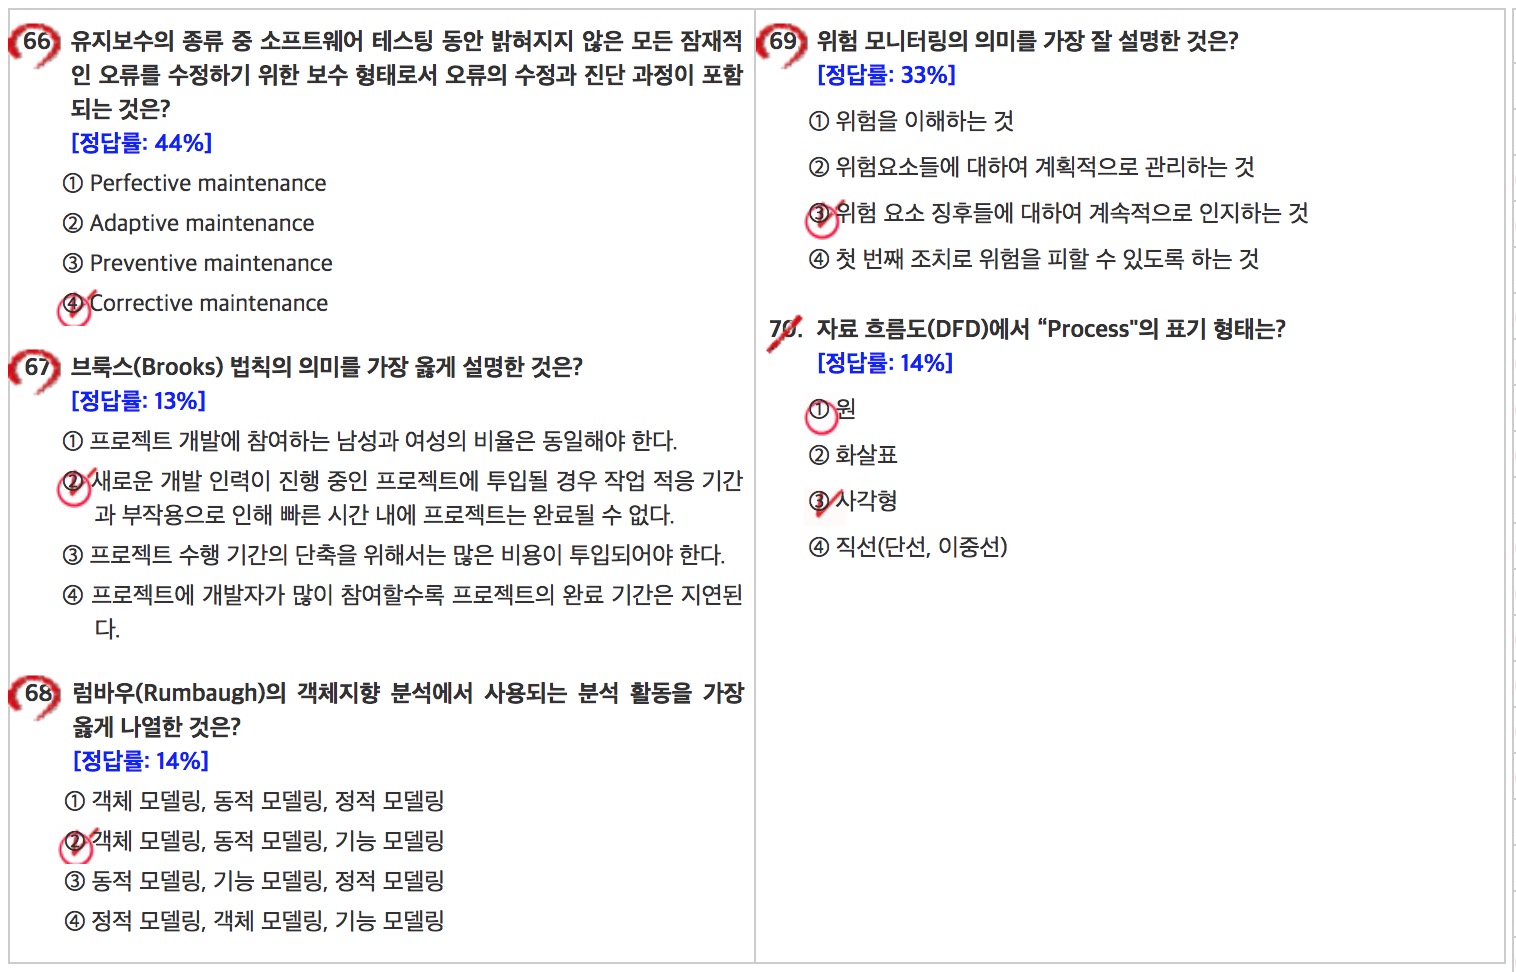 66. 유지보수의 종류 중 소프트웨어 테스팅 동안 밝혀지지 않은 모든 잠재적
인 오류를 수정하기 위한 보수 형태로서 오류의 수정과 진단 과정이 포함
되는 것은?
[정답률: 44%]
① Perfective maintenance
② Adaptive maintenance
③ Preventive maintenance
④ Corrective maintenance
67. 브룩스(Brooks) 법칙의 의미를 가장 옳게 설명한 것은?
[정답률: 13%]
① 프로젝트 개발에 참여하는 남성과 여성의 비율은 동일해야 한다.
② 새로운 개발 인력이 진행 중인 프로젝트에 투입될 경우 작업 적응 기간
과 부작용으로 인해 빠른 시간 내에 프로젝트는 완료될 수 없다.
③ 프로젝트 수행 기간의 단축을 위해서는 많은 비용이 투입되어야 한다.
④ 프로젝트에 개발자가 많이 참여할수록 프로젝트의 완료 기간은 지연된
다.
68. 럼바우(Rumbaugh)의 객체지향 분석에서 사용되는 분석 활동을 가장
옳게 나열한 것은?
[정답률: 14%]
① 객체 모델링, 동적 모델링, 정적 모델링
② 객체 모델링, 동적 모델링, 기능 모델링
③ 동적 모델링, 기능 모델링, 정적 모델링
④ 정적 모델링, 객체 모델링, 기능 모델링
69. 위험 모니터링의 의미를 가장 잘 설명한 것은?
[정답률: 33%]
① 위험을 이해하는 것
② 위험요소들에 대하여 계획적으로 관리하는 것
③ 위험 요소 징후들에 대하여 계속적으로 인지하는 것
④ 첫 번째 조치로 위험을 피할 수 있도록 하는 것
70. 자료 흐름도(DFD)에서 “Process"의 표기 형태는?
[정답률: 14%]
① 원
② 화살표
③ 사각형
④ 직선(단선, 이중선)